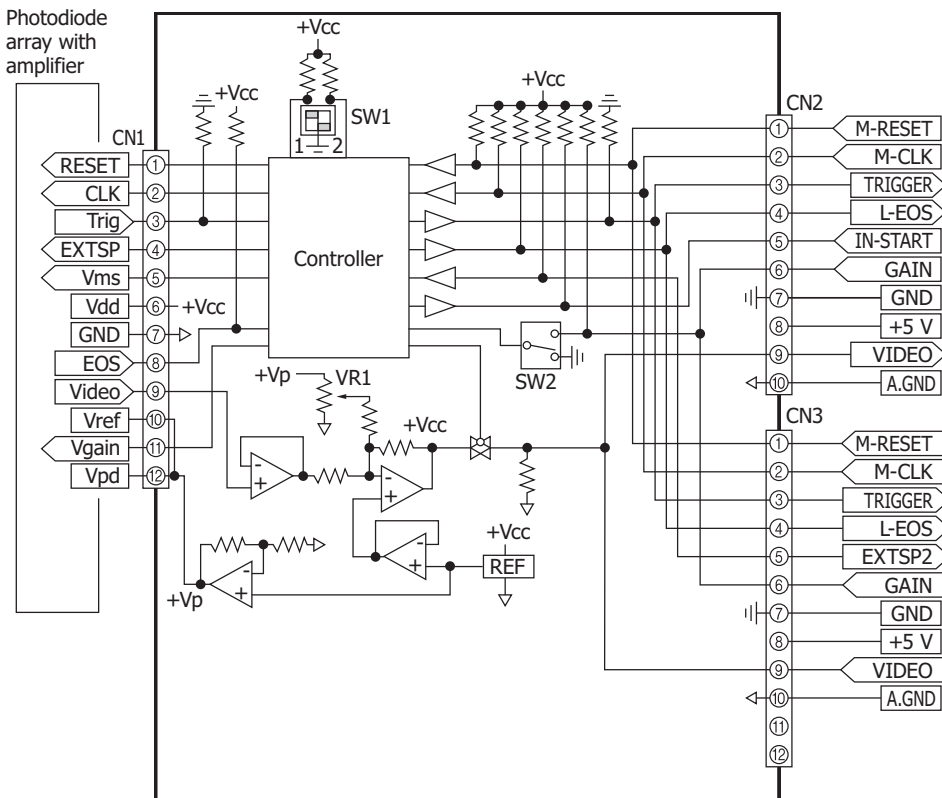 Photodiode
array with
amplifier
CN1
RESET ①
CLK ②
Trig ③
EXTSP ④
Vms ⑤
Vdd ⑥ +Vcc
GND ⑦
EOS ⑧
Video ⑨
Vref ⑩
Vgain ⑪
Vpd ⑫
+Vcc
+Vcc
SW1
1 2
Controller
+Vcc
SW2
+Vp
VR1
+Vcc
-
+
-
+
-
+
-
+
+Vp
+Vcc
REF
CN2
① M-RESET
② M-CLK
③ TRIGGER
④ L-EOS
⑤ IN-START
⑥ GAIN
⑦ GND
⑧ +5 V
⑨ VIDEO
⑩ A.GND
CN3
① M-RESET
② M-CLK
③ TRIGGER
④ L-EOS
⑤ EXTSP2
⑥ GAIN
⑦ GND
⑧ +5 V
⑨ VIDEO
⑩ A.GND
⑪
⑫